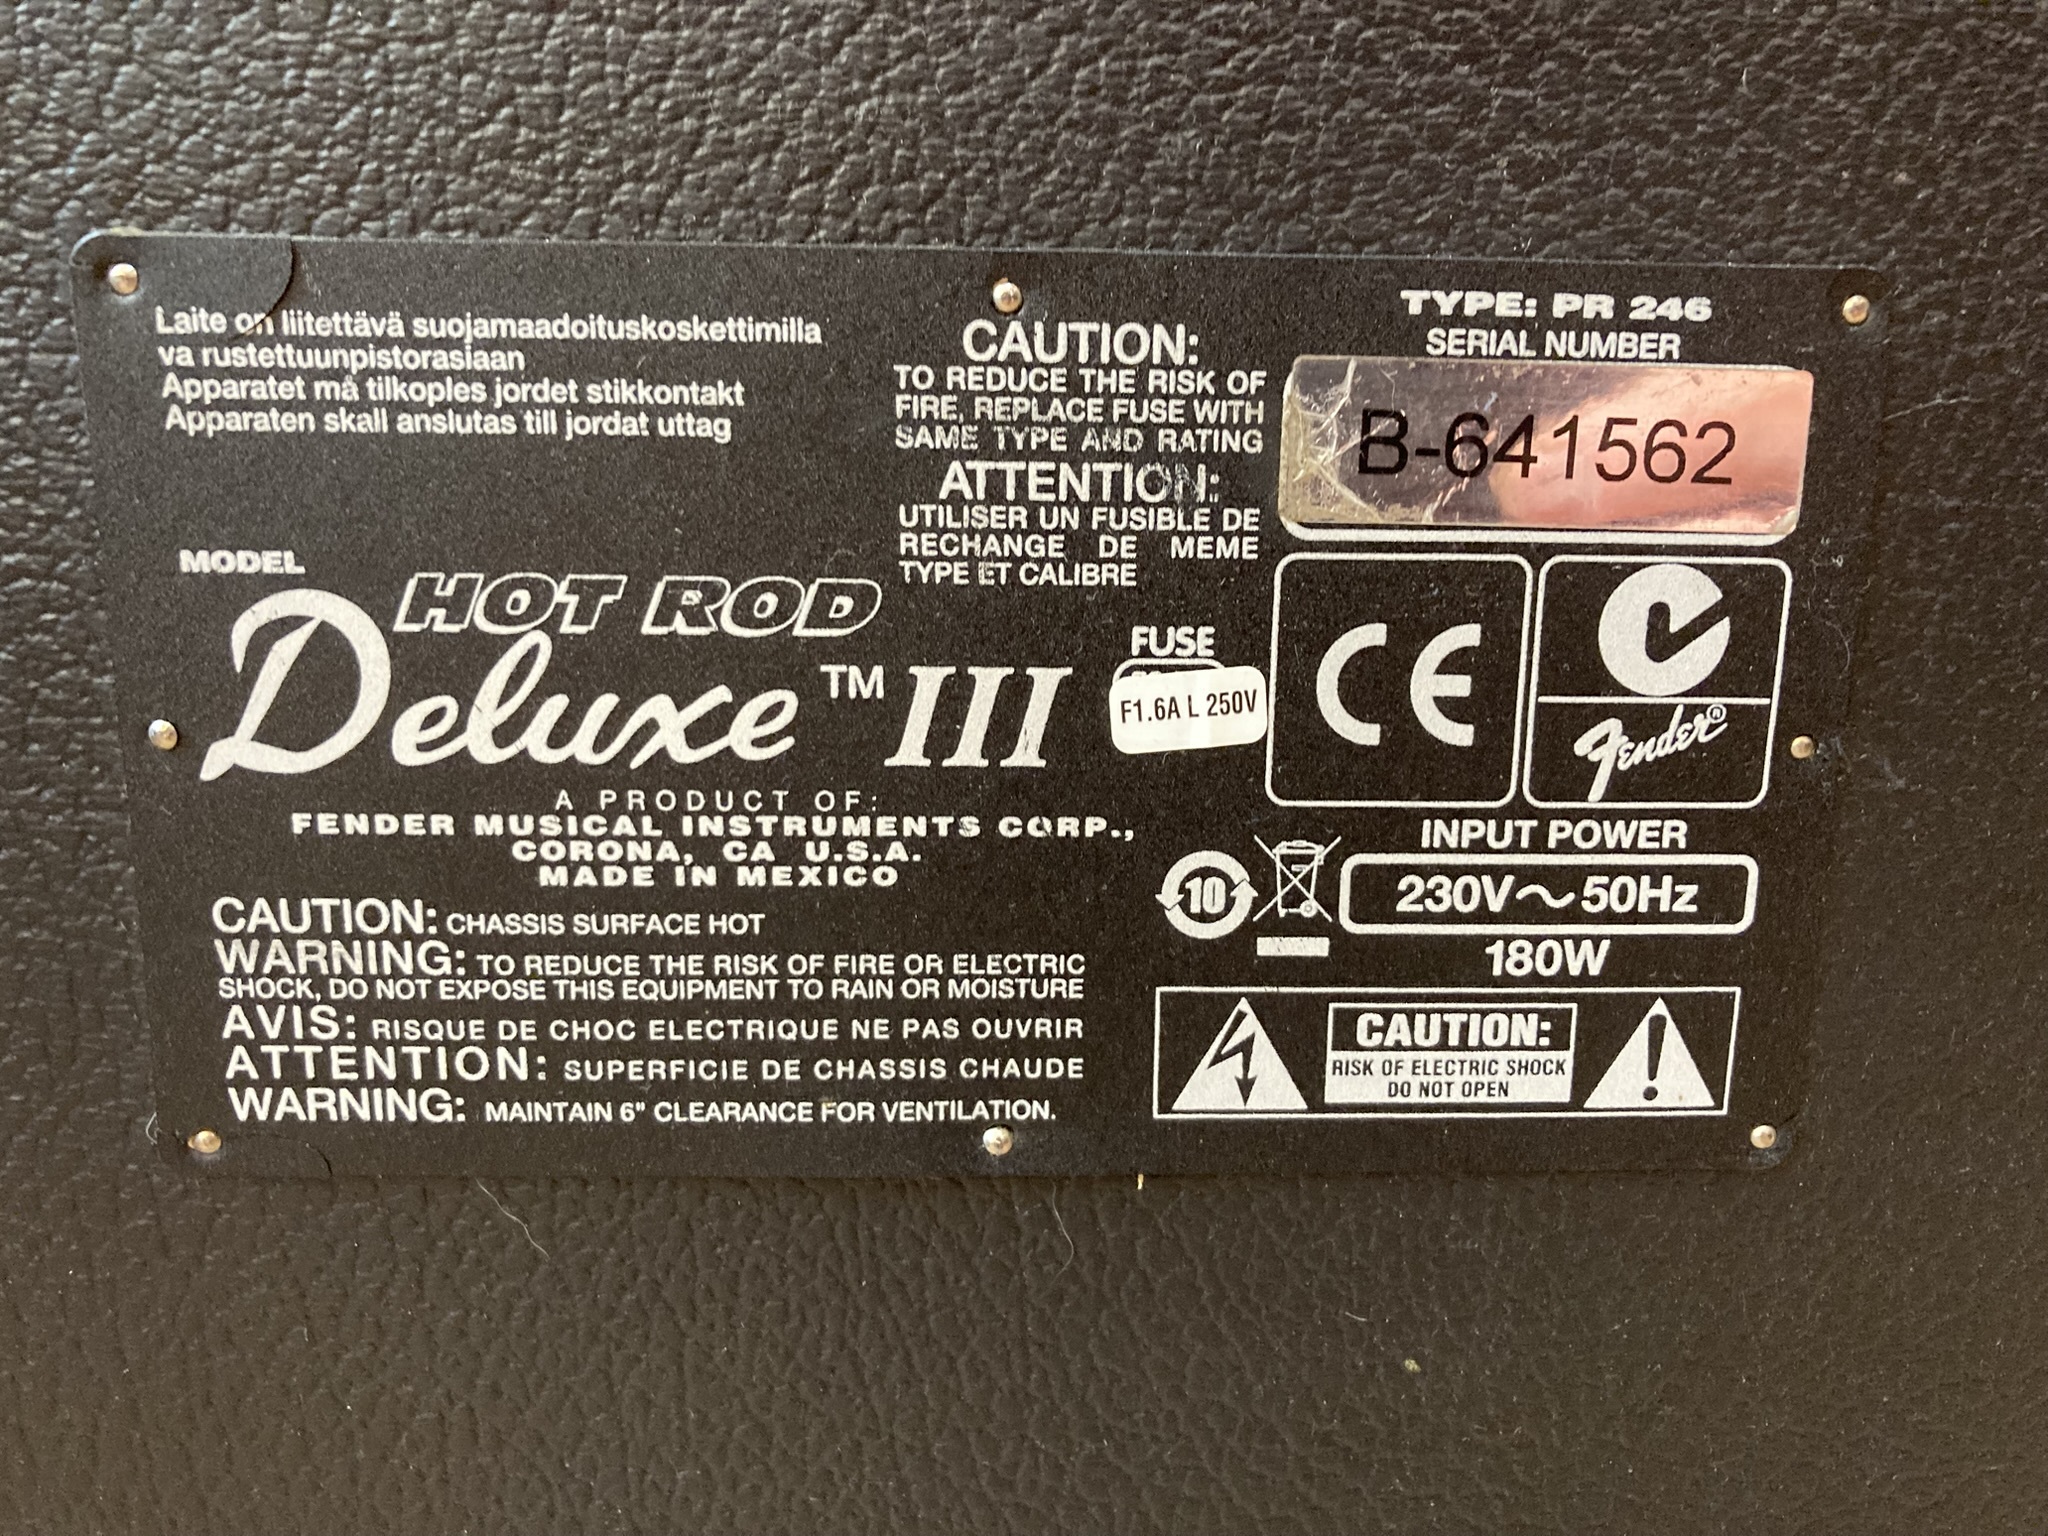 Laite on liitettävä suojamaadoituskoskettimilla
va rustettuunpistorasiaan
Apparatet må tilkoples jordet stikkontakt
Apparaten skall anslutas till jordat uttag
CAUTION:
TO REDUCE THE RISK OF
FIRE, REPLACE FUSE WITH
SAME TYPE AND RATING
ATTENTION:
UTILISER UN FUSIBLE DE
RECHANGE DE MEME
TYPE ET CALIBRE
TYPE: PR 246
SERIAL NUMBER
B-641562
MODEL
HOT ROD
Deluxe™ III
FUSE
F1.6A L 250V
CE
Fender®
A PRODUCT OF:
FENDER MUSICAL INSTRUMENTS CORP.,
CORONA, CA U.S.A.
MADE IN MEXICO
10
INPUT POWER
230V~50Hz
180W
CAUTION: CHASSIS SURFACE HOT
WARNING: TO REDUCE THE RISK OF FIRE OR ELECTRIC
SHOCK, DO NOT EXPOSE THIS EQUIPMENT TO RAIN OR MOISTURE
AVIS: RISQUE DE CHOC ELECTRIQUE NE PAS OUVRIR
ATTENTION: SUPERFICIE DE CHASSIS CHAUDE
WARNING: MAINTAIN 6" CLEARANCE FOR VENTILATION.
CAUTION:
RISK OF ELECTRIC SHOCK
DO NOT OPEN